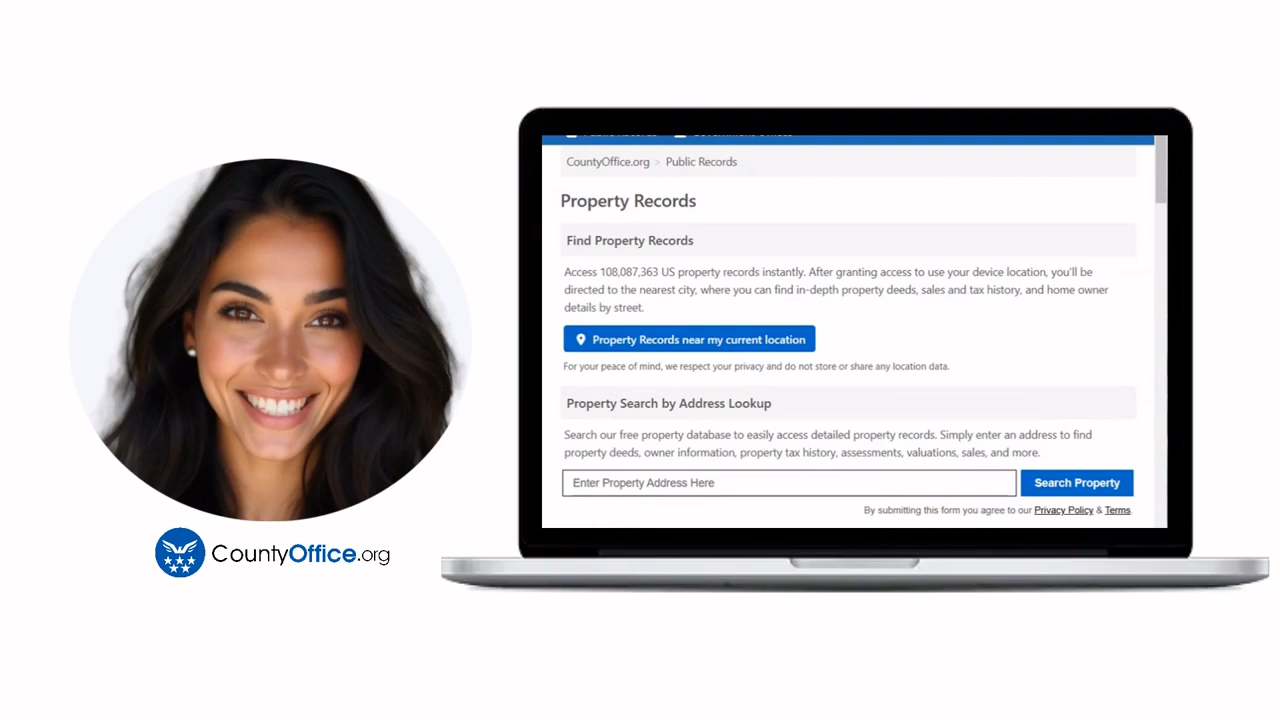 CountyOffice.org > Public Records
Property Records
Find Property Records
Access 108,087,363 US property records instantly. After granting access to use your device location, you'll be
directed to the nearest city, where you can find in-depth property deeds, sales and tax history, and home owner
details by street.
Property Records near my current location
For your peace of mind, we respect your privacy and do not store or share any location data.
Property Search by Address Lookup
Search our free property database to easily access detailed property records. Simply enter an address to find
property deeds, owner information, property tax history, assessments, valuations, sales, and more.
Enter Property Address Here
Search Property
By submitting this form you agree to our Privacy Policy & Terms.
CountyOffice.org